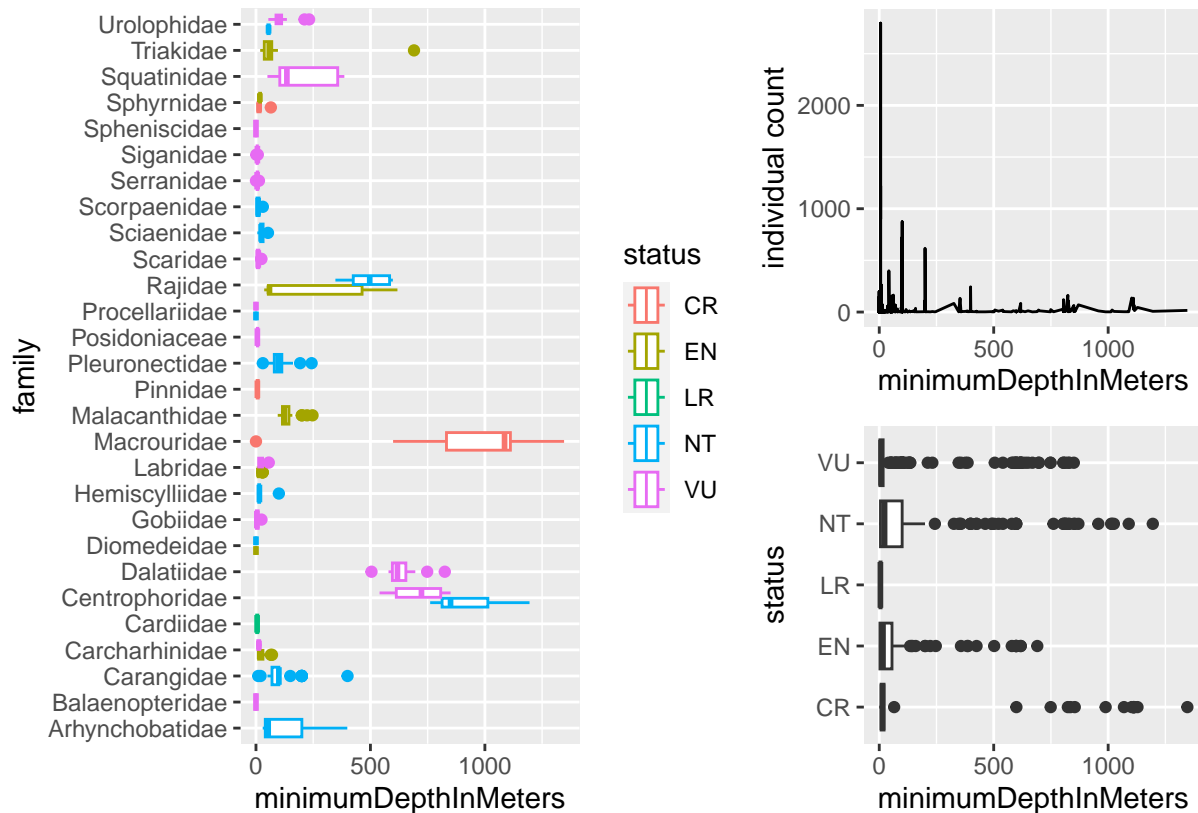 family
Urolophidae
Triakidae
Squatinidae
Sphyrnidae
Spheniscidae
Siganidae
Serranidae
Scorpaenidae
Sciaenidae
Scaridae
Rajidae
Procellariidae
Posidoniaceae
Pleuronectidae
Pinnidae
Malacanthidae
Macrouridae
Labridae
Hemiscylliidae
Gobiidae
Diomedeidae
Dalatiidae
Centrophoridae
Cardiidae
Carcharhinidae
Carangidae
Balaenopteridae
Arhynchobatidae
0 500 1000
minimumDepthInMeters
status
CR
EN
LR
NT
VU
individual count
2000
1000
0
0 500 1000
minimumDepthInMeters
status
VU
NT
LR
EN
CR
0 500 1000
minimumDepthInMeters